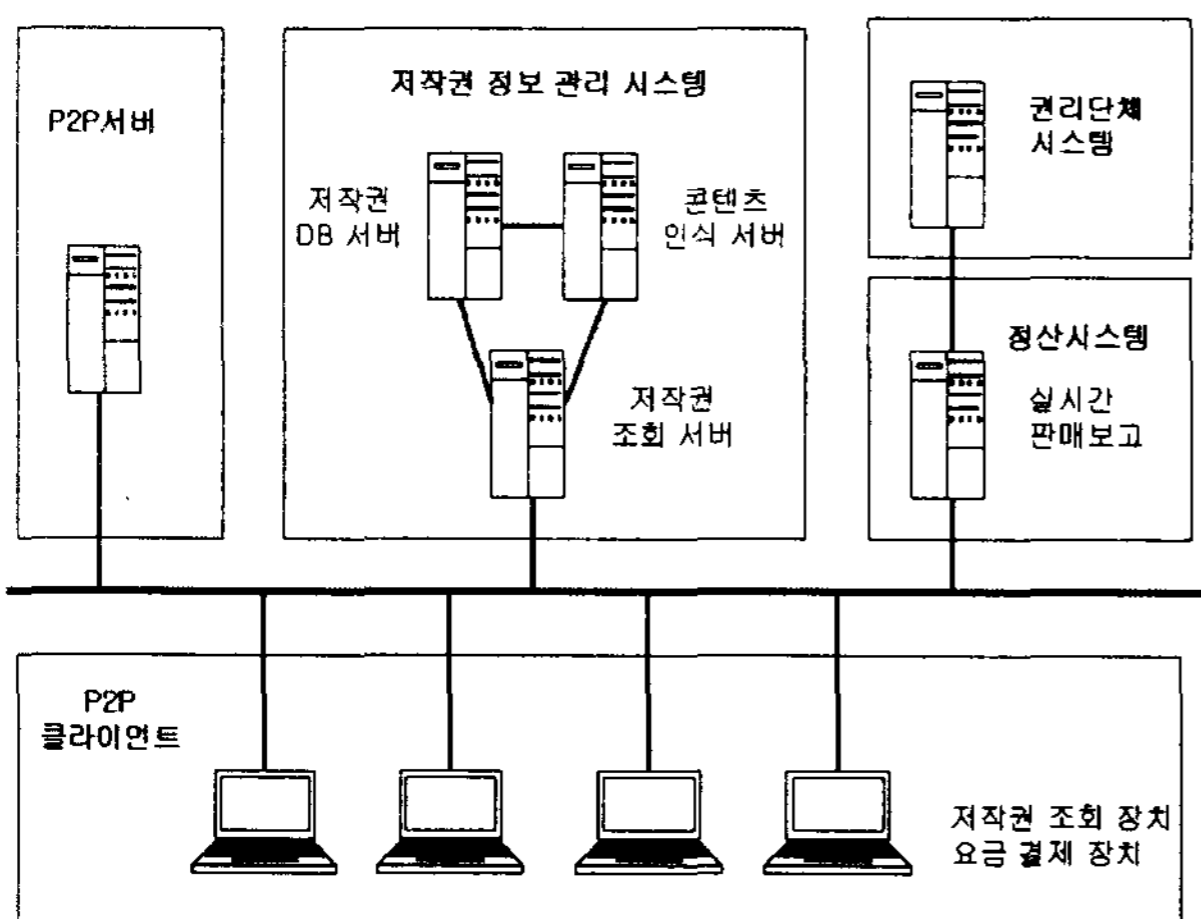 P2P서버
저작권 정보 관리 시스템
저작권
DB 서버
콘텐츠
인식 서버
저작권
조회 서버
권리단체
시스템
정산시스템
실시간
판매보고
P2P
클라이언트
저작권 조회 장치
요금 결제 장치